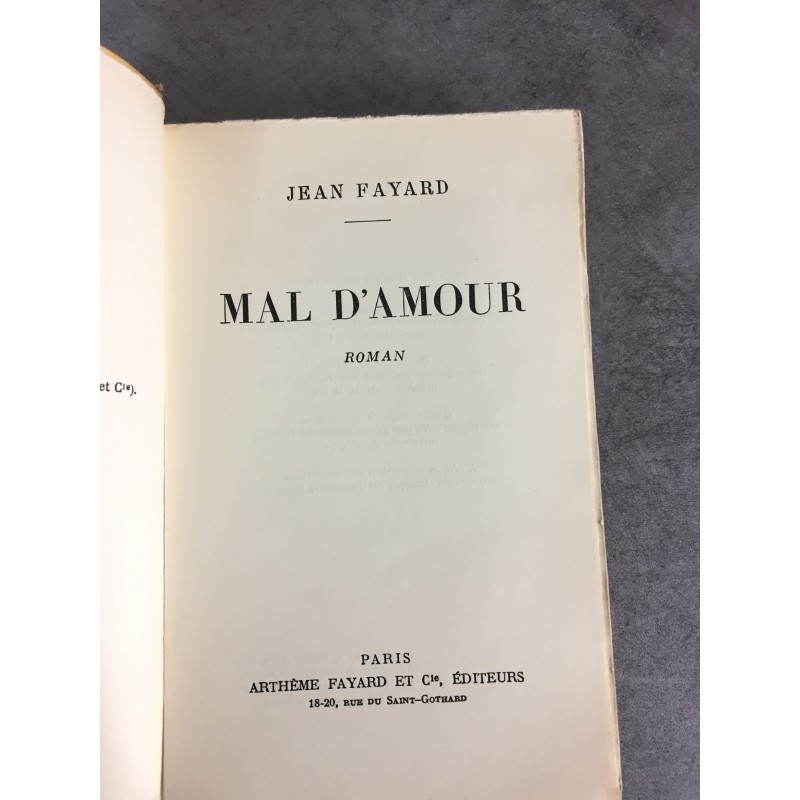 et Cie).
JEAN FAYARD
MAL D'AMOUR
ROMAN
PARIS
ARTHÈME FAYARD ET Cie, ÉDITEURS
18-20, RUE DU SAINT-GOTHARD